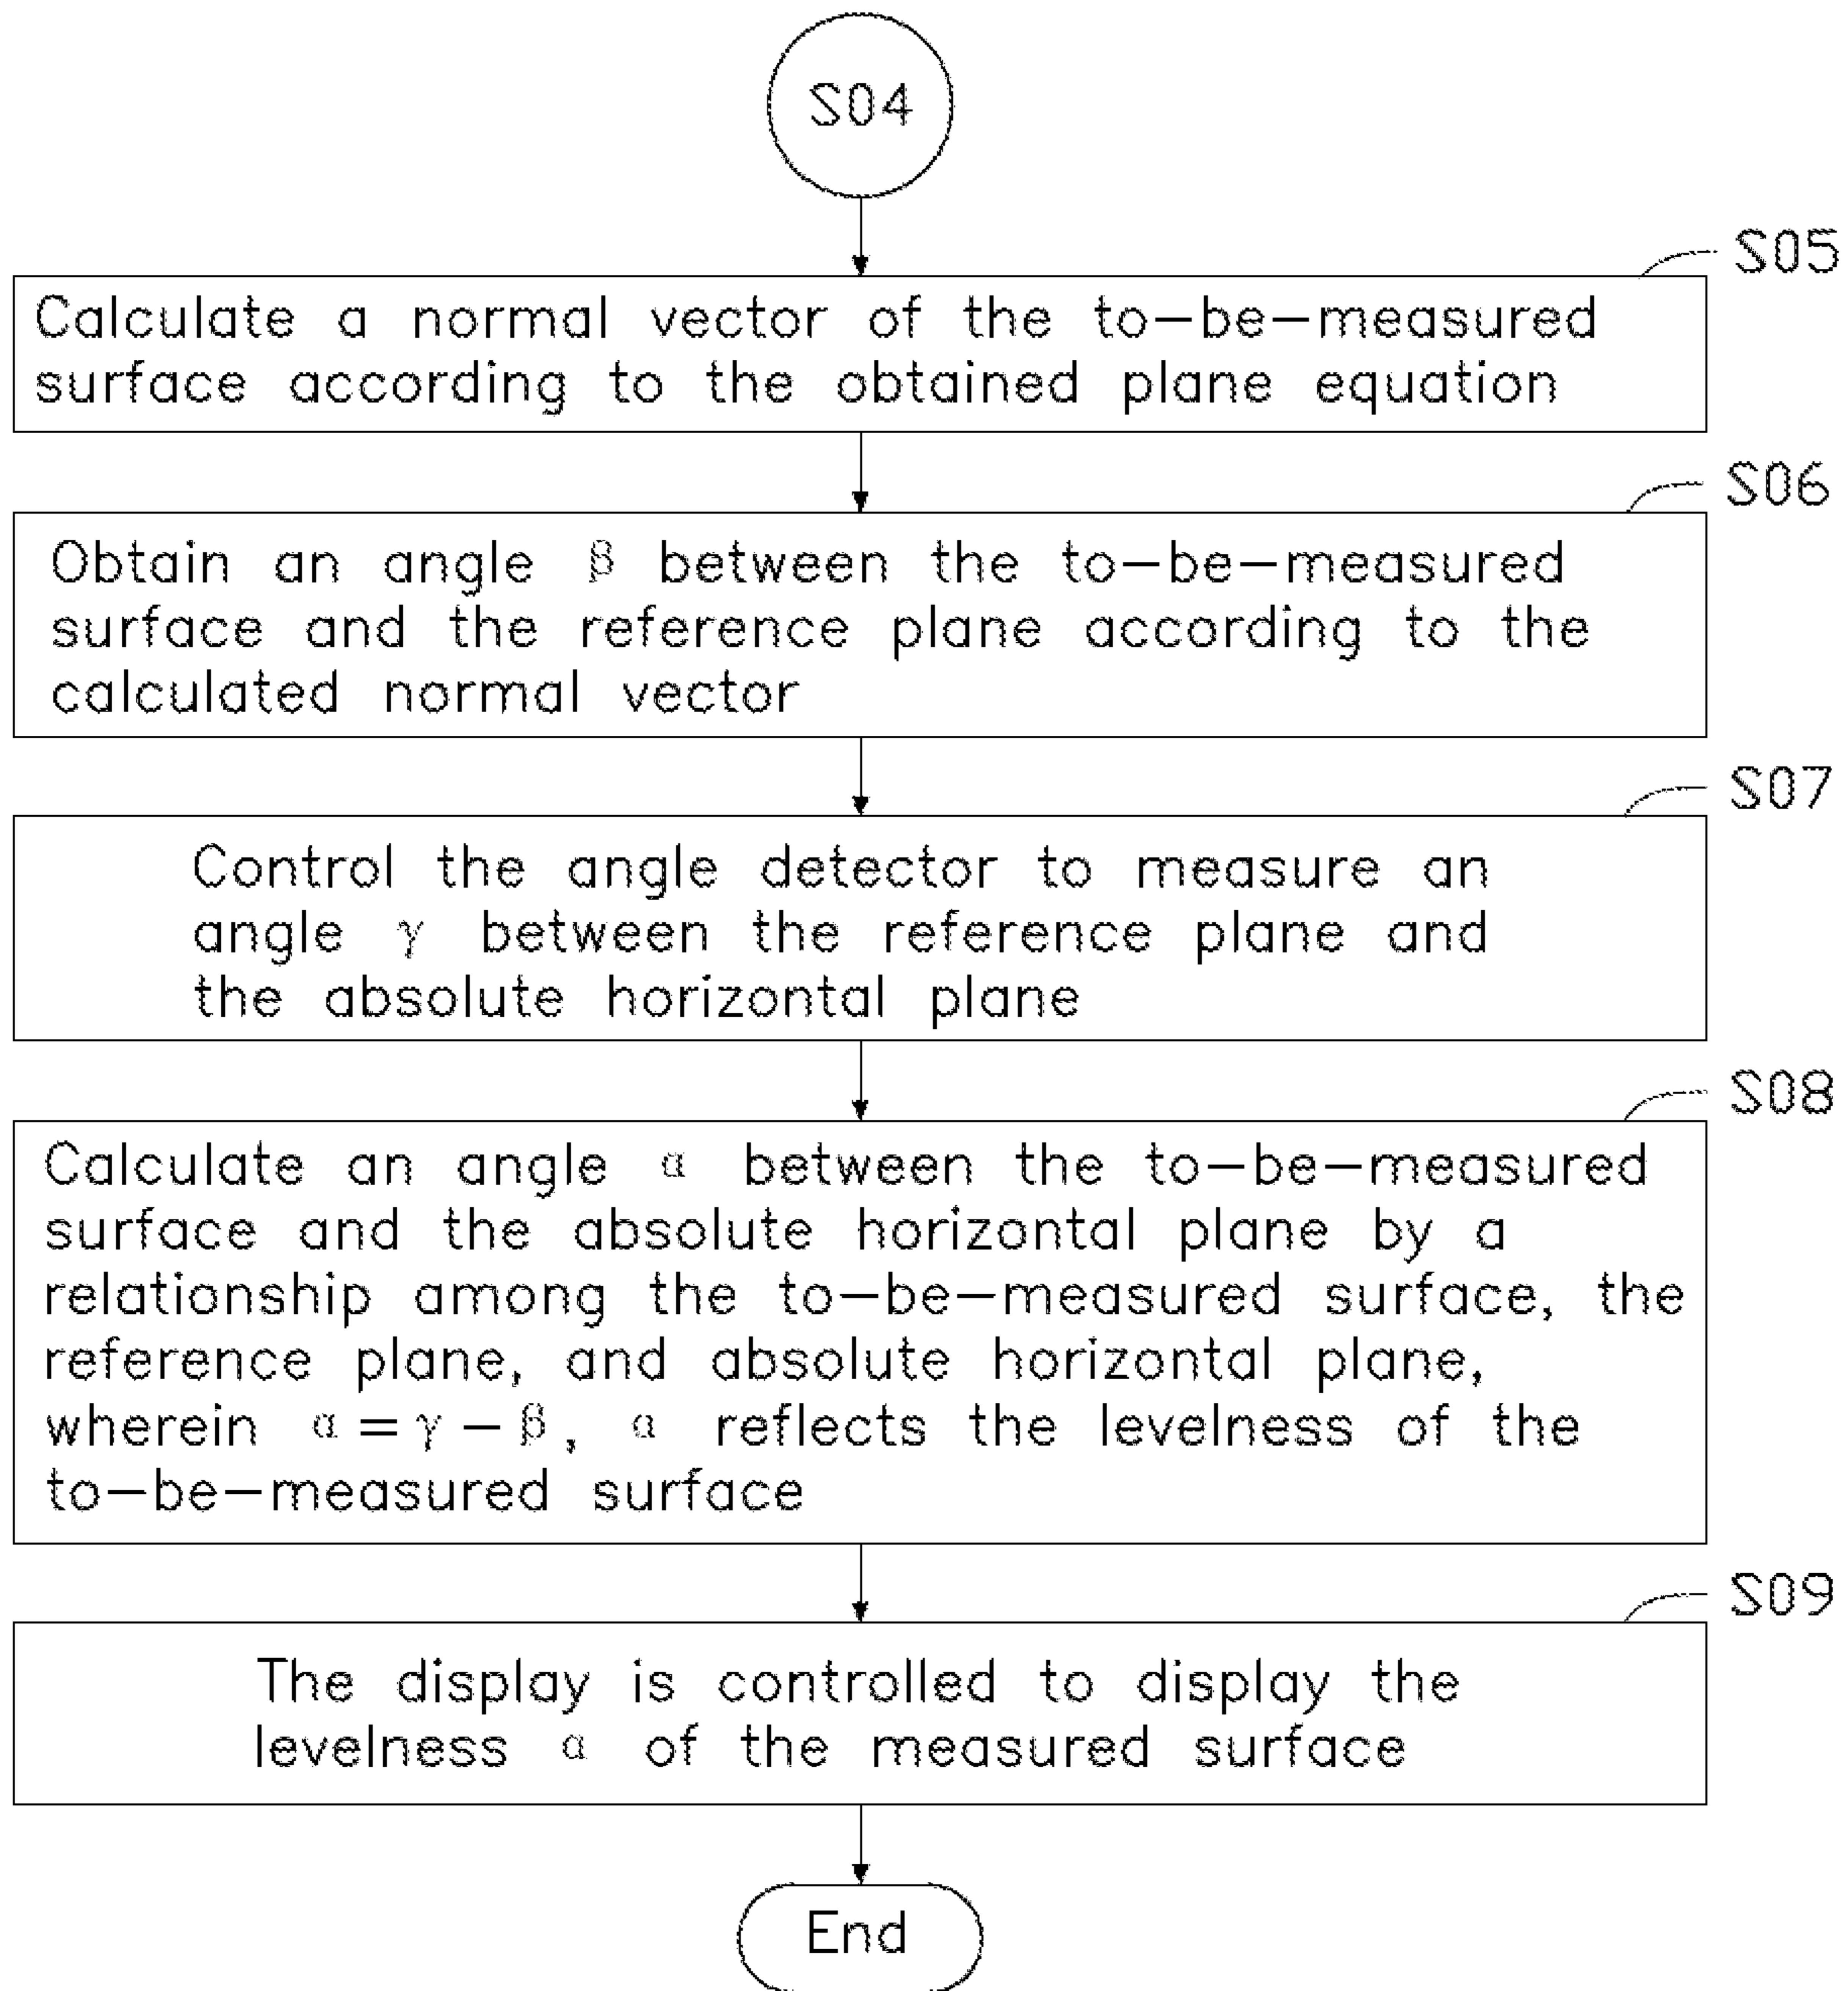 S04
S05
Calculate a normal vector of the to-be-measured
surface according to the obtained plane equation
S06
Obtain an angle β between the to-be-measured
surface and the reference plane according to the
calculated normal vector
S07
Control the angle detector to measure an
angle γ between the reference plane and
the absolute horizontal plane
S08
Calculate an angle α between the to-be-measured
surface and the absolute horizontal plane by a
relationship among the to-be-measured surface, the
reference plane, and absolute horizontal plane,
wherein α=γ-β, α reflects the levelness of the
to-be-measured surface
S09
The display is controlled to display the
levelness α of the measured surface
End